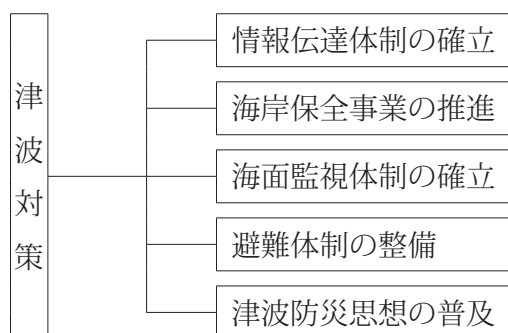 津波対策
情報伝達体制の確立
海岸保全事業の推進
海面監視体制の確立
避難体制の整備
津波防災思想の普及